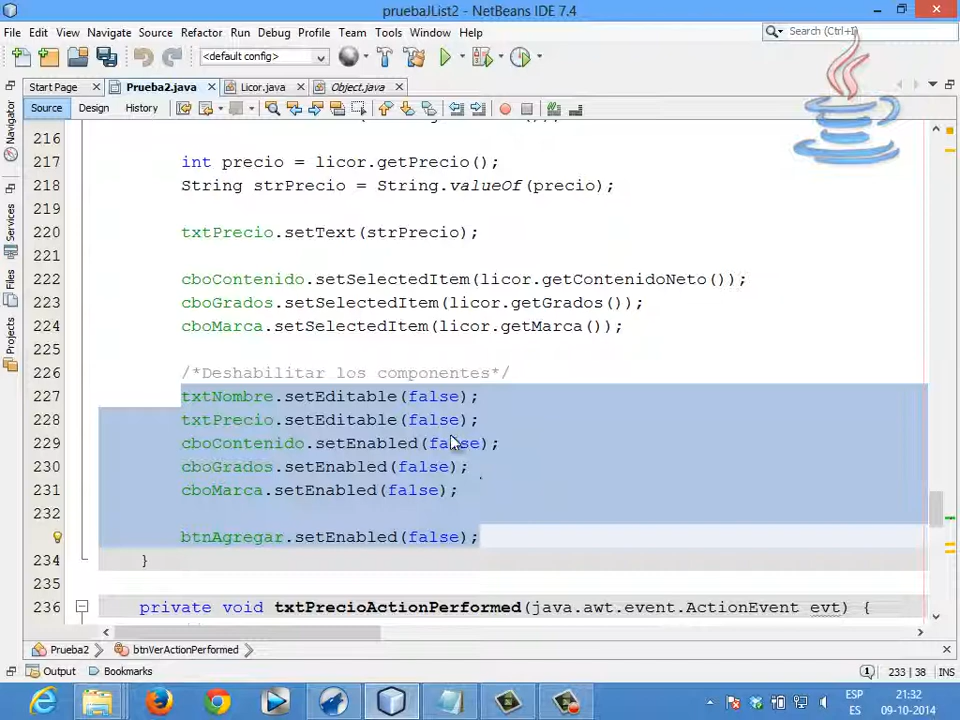 pruebaJList2 - NetBeans IDE 7.4
File Edit View Navigate Source Refactor Run Debug Profile Team Tools Window Help
Search (Ctrl+I)
<default config>
Start Page Prueba2.java Licor.java Object.java
Source Design History
Navigator
Services
Files
Projects
216
217 int precio = licor.getPrecio();
218 String strPrecio = String.valueOf(precio);
219
220 txtPrecio.setText(strPrecio);
221
222 cboContenido.setSelectedItem(licor.getContenidoNeto());
223 cboGrados.setSelectedItem(licor.getGrados());
224 cboMarca.setSelectedItem(licor.getMarca());
225
226 /*Deshabilitar los componentes*/
227 txtNombre.setEditable(false);
228 txtPrecio.setEditable(false);
229 cboContenido.setEnabled(false);
230 cboGrados.setEnabled(false);
231 cboMarca.setEnabled(false);
232
btnAgregar.setEnabled(false);
234 }
235
236 private void txtPrecioActionPerformed(java.awt.event.ActionEvent evt) {
Prueba2 btnVerActionPerformed
Output Bookmarks 1 233 | 38 INS
ESP 21:32
ES 09-10-2014